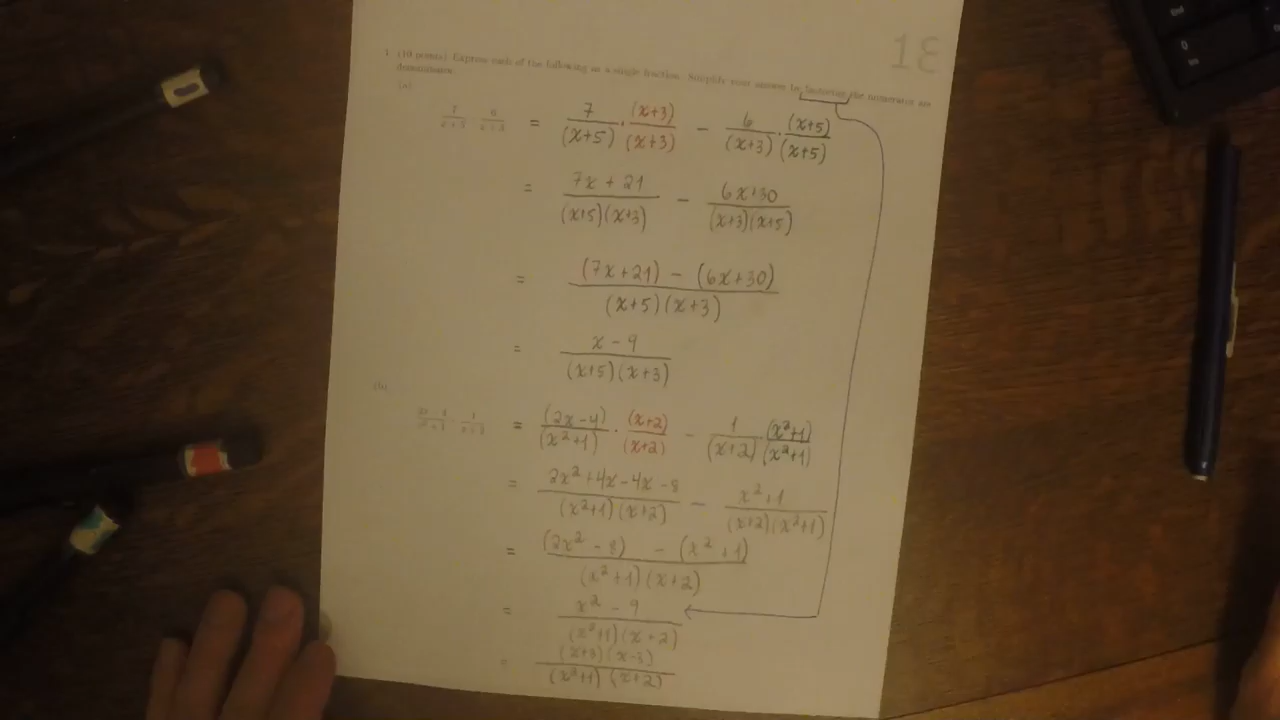 1. (10 points) Express each of the following as a single fraction. Simplify your answer by factoring the numerator and
denominator.
(a)
= 7/(x+5) · (x+3)/(x+3) − 6/(x+3) · (x+5)/(x+5)
= 7x + 21/(x+5)(x+3) − 6x+30/(x+3)(x+5)
= (7x+21) − (6x+30)/(x+5)(x+3)
= x − 9/(x+5)(x+3)
(b)
= (2x−4)/(x²+1) · (x+2)/(x+2) − 1/(x+2) · (x²+1)/(x²+1)
= 2x² + 4x − 4x − 8/(x²+1)(x+2) − x²+1/(x+2)(x²+1)
= (2x² − 8) − (x² + 1)/(x²+1)(x+2)
= x² − 9/(x²+1)(x+2)
= (x+3)(x−3)/(x²+1)(x+2)